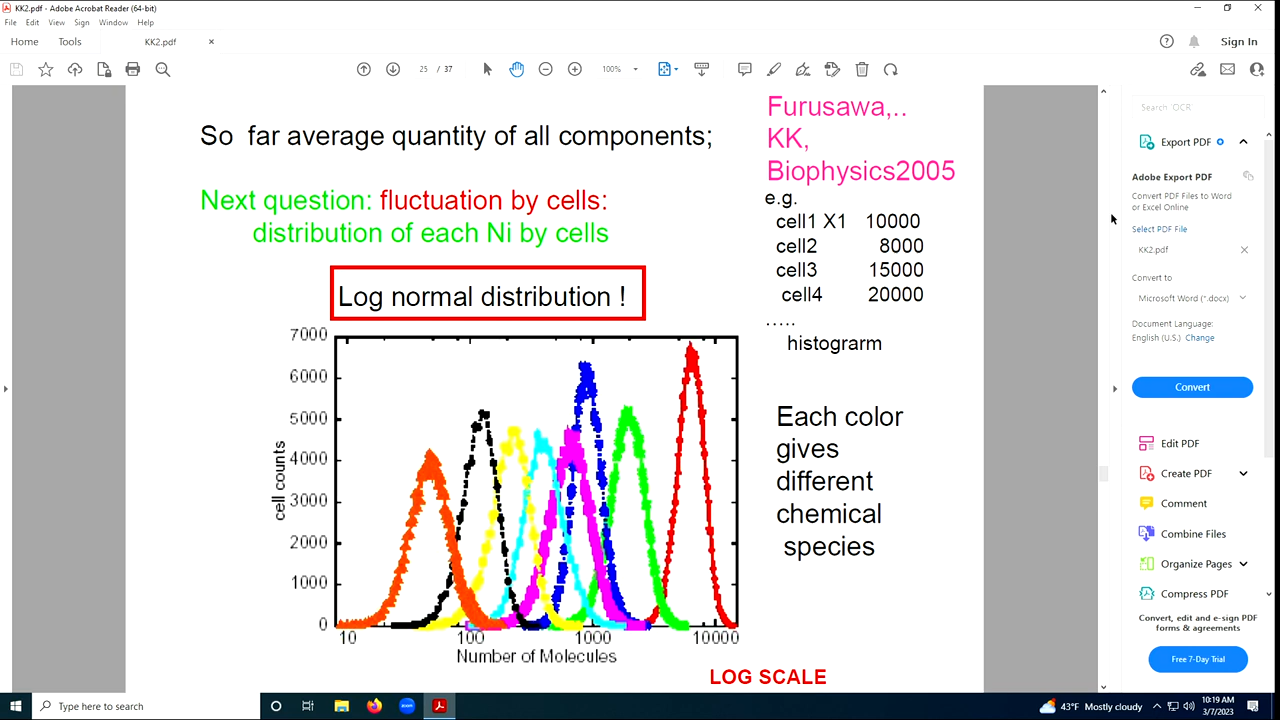 KK2.pdf - Adobe Acrobat Reader (64-bit)
File Edit View Sign Window Help
Home Tools KK2.pdf × Sign In
25 / 37 100%
So far average quantity of all components;
Next question: fluctuation by cells:
distribution of each Ni by cells
Log normal distribution !
7000
6000
5000
4000
3000
2000
1000
0
cell counts
10 100 1000 10000
Number of Molecules
LOG SCALE
Furusawa,..
KK,
Biophysics2005
e.g.
cell1 X1 10000
cell2 8000
cell3 15000
cell4 20000
.....
histograrm
Each color
gives
different
chemical
species
Search 'OCR'
Export PDF
Adobe Export PDF
Convert PDF Files to Word
or Excel Online
Select PDF File
KK2.pdf
Convert to
Microsoft Word (*.docx)
Document Language:
English (U.S.) Change
Convert
Edit PDF
Create PDF
Comment
Combine Files
Organize Pages
Compress PDF
Convert, edit and e-sign PDF
forms & agreements
Free 7-Day Trial
Type here to search
zoom
43°F Mostly cloudy
10:19 AM
3/7/2023